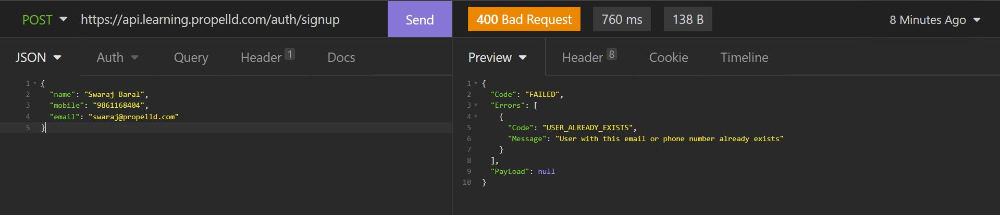 POST https://api.learning.propelld.com/auth/signup Send 400 Bad Request 760 ms 138 B 8 Minutes Ago
JSON Auth Query Header 1 Docs Preview Header 8 Cookie Timeline
1 {
2 "name": "Swaraj Baral",
3 "mobile": "9861168404",
4 "email": "swaraj@propelld.com"
5 }
1 {
2 "Code": "FAILED",
3 "Errors": [
4 {
5 "Code": "USER_ALREADY_EXISTS",
6 "Message": "User with this email or phone number already exists"
7 }
8 ],
9 "PayLoad": null
10 }